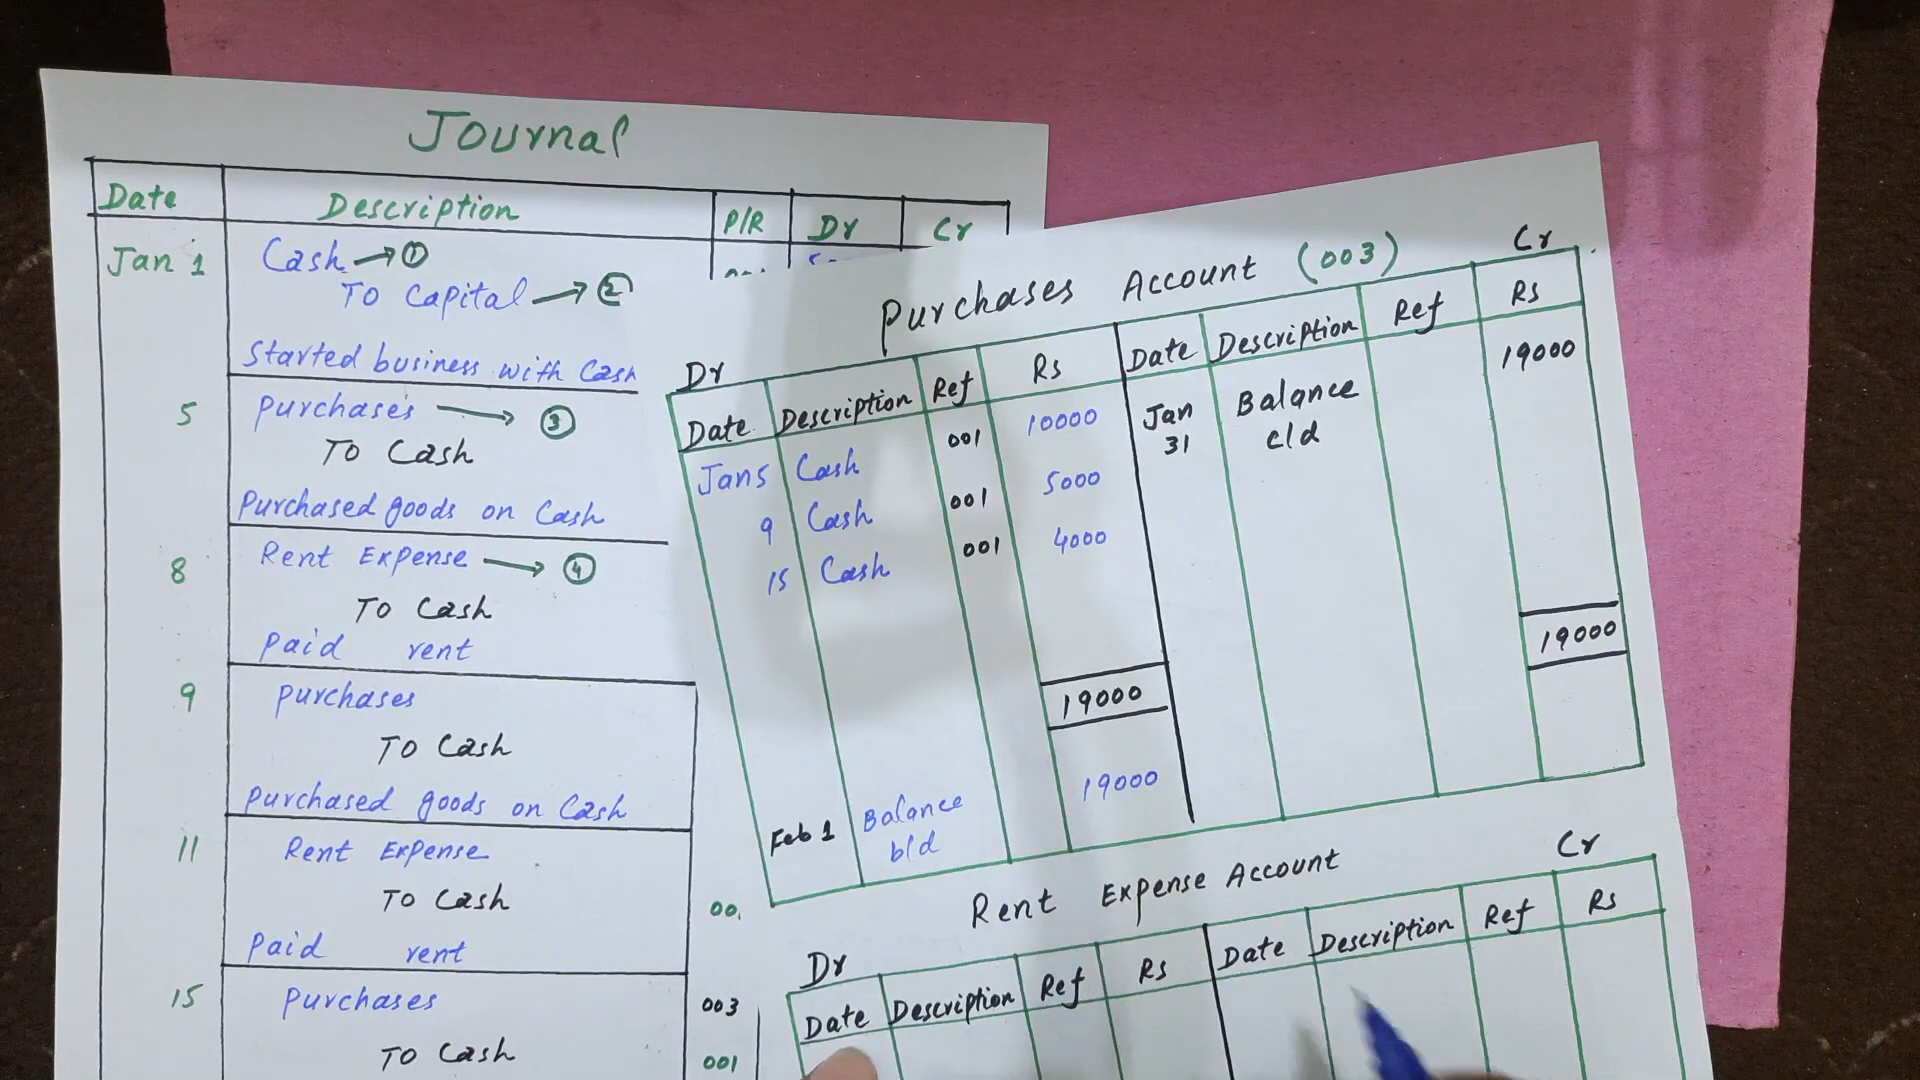 Journal
Date Description P/R Dr Cr
Jan 1 Cash → ①
To Capital → ②
Started business with Cash
5 Purchases → ③
To Cash
Purchased goods on Cash
8 Rent Expense → ④
To Cash
Paid rent
9 Purchases
To Cash
Purchased goods on Cash
11 Rent Expense
To Cash
00
Paid rent
15 Purchases 003
To Cash 001
Purchases Account (003)
Dr Cr
Date Description Ref Rs Date Description Ref Rs
Jan 5 Cash 001 10000 Jan 31 Balance c/d 19000
9 Cash 001 5000
15 Cash 001 4000
19000 19000
Feb 1 Balance b/d 19000
Rent Expense Account
Dr Cr
Date Description Ref Rs Date Description Ref Rs